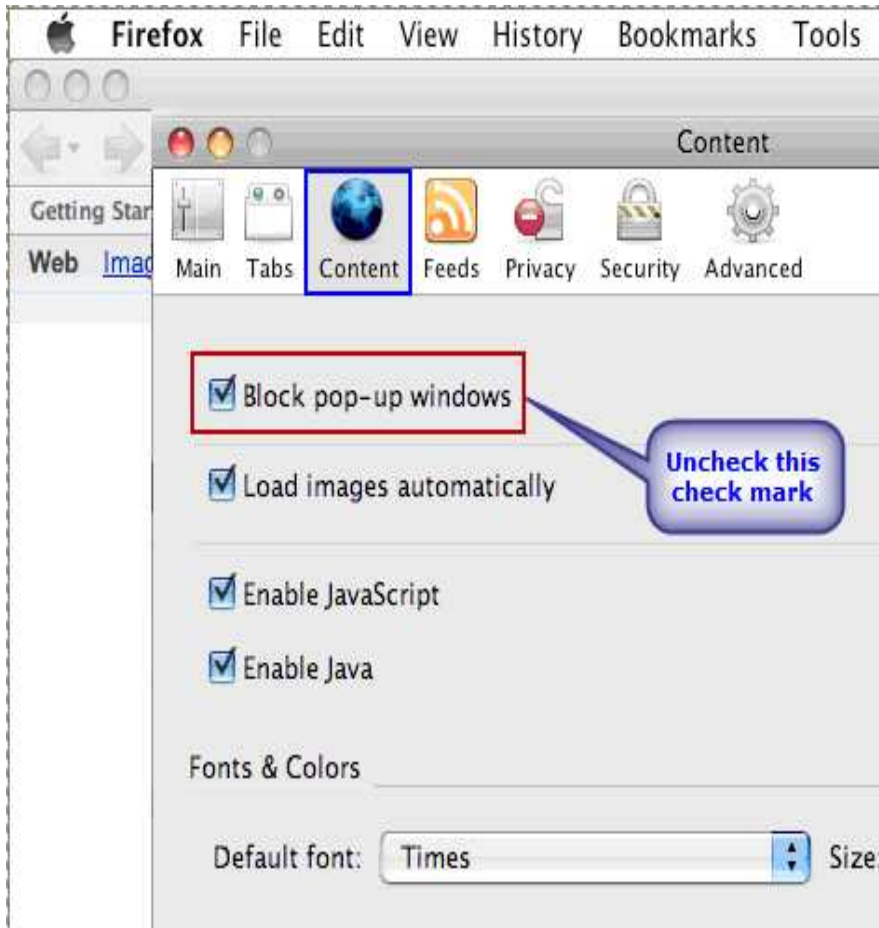 Firefox File Edit View History Bookmarks Tools
Content
Getting Star
Web Imag
Main Tabs Content Feeds Privacy Security Advanced
Block pop-up windows
Uncheck this
check mark
Load images automatically
Enable JavaScript
Enable Java
Fonts & Colors
Default font: Times Size: